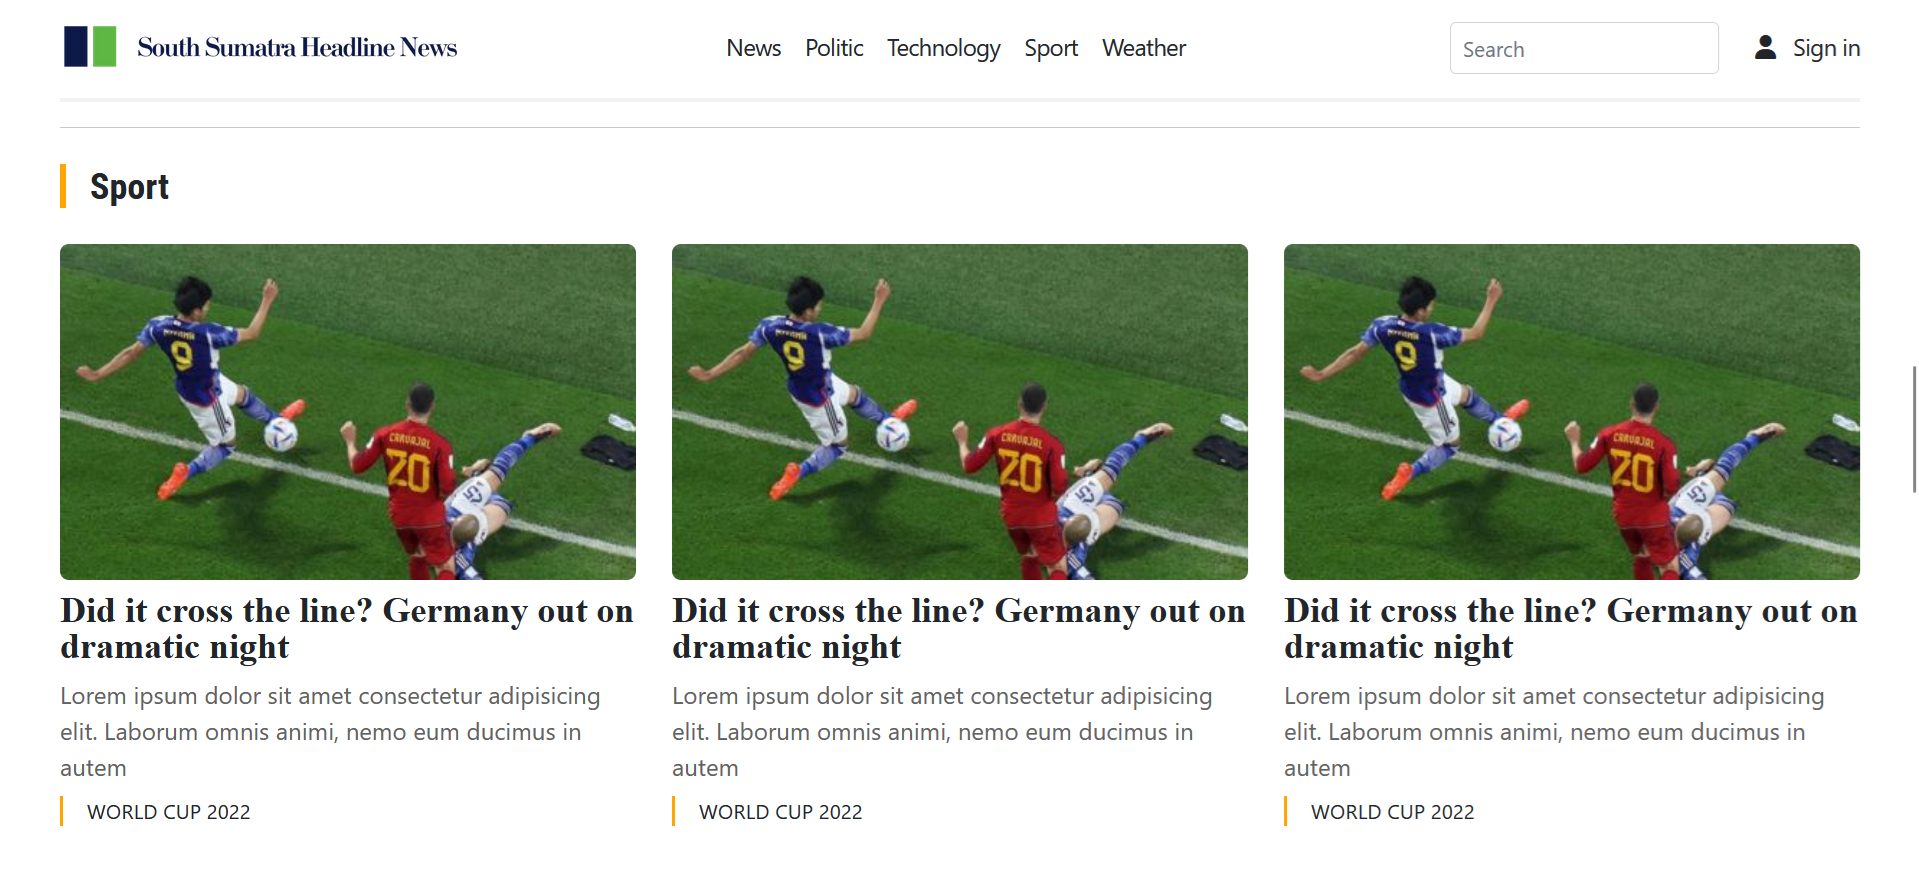 South Sumatra Headline News
News Politic Technology Sport Weather
Search
Sign in
Sport
9
CARVAJAL
20
5
9
CARVAJAL
20
5
9
CARVAJAL
20
5
Did it cross the line? Germany out on
dramatic night
Lorem ipsum dolor sit amet consectetur adipisicing
elit. Laborum omnis animi, nemo eum ducimus in
autem
WORLD CUP 2022
Did it cross the line? Germany out on
dramatic night
Lorem ipsum dolor sit amet consectetur adipisicing
elit. Laborum omnis animi, nemo eum ducimus in
autem
WORLD CUP 2022
Did it cross the line? Germany out on
dramatic night
Lorem ipsum dolor sit amet consectetur adipisicing
elit. Laborum omnis animi, nemo eum ducimus in
autem
WORLD CUP 2022